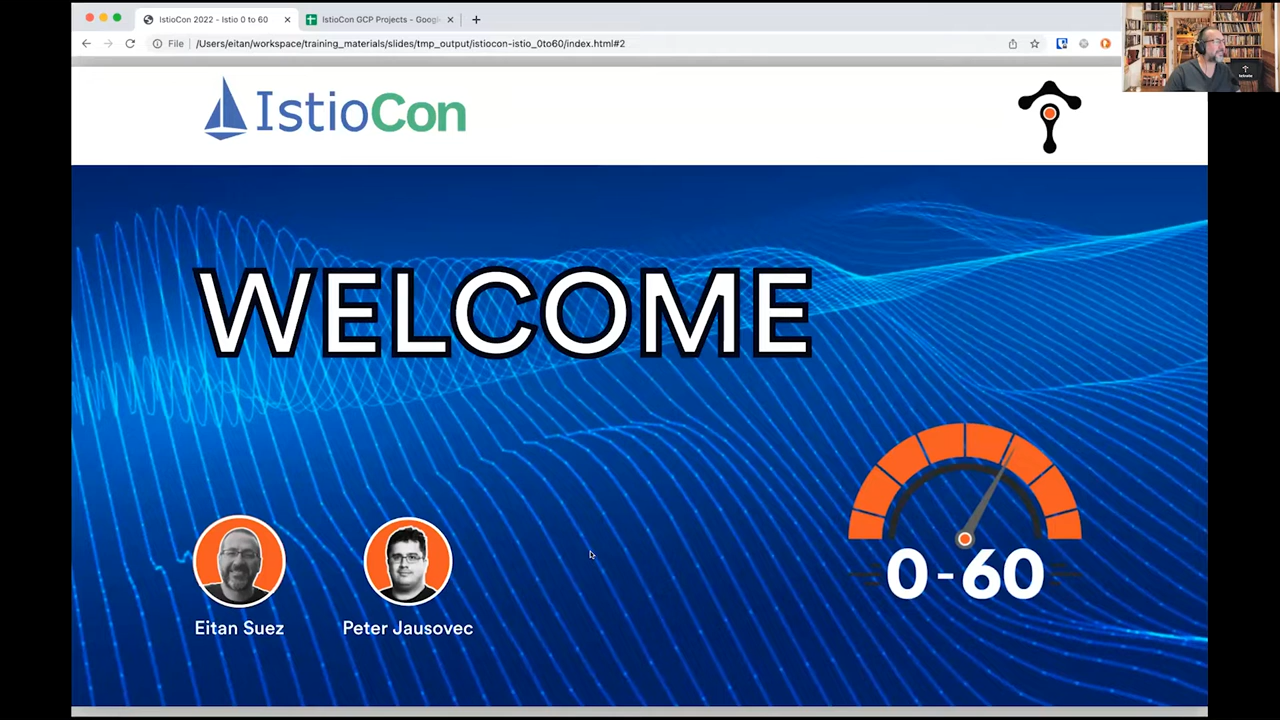 IstioCon 2022 - Istio 0 to 60
IstioCon GCP Projects - Googl
File
/Users/eitan/workspace/training_materials/slides/tmp_output/istiocon-istio_0to60/index.html#2
IstioCon
WELCOME
0-60
Eitan Suez
Peter Jausovec